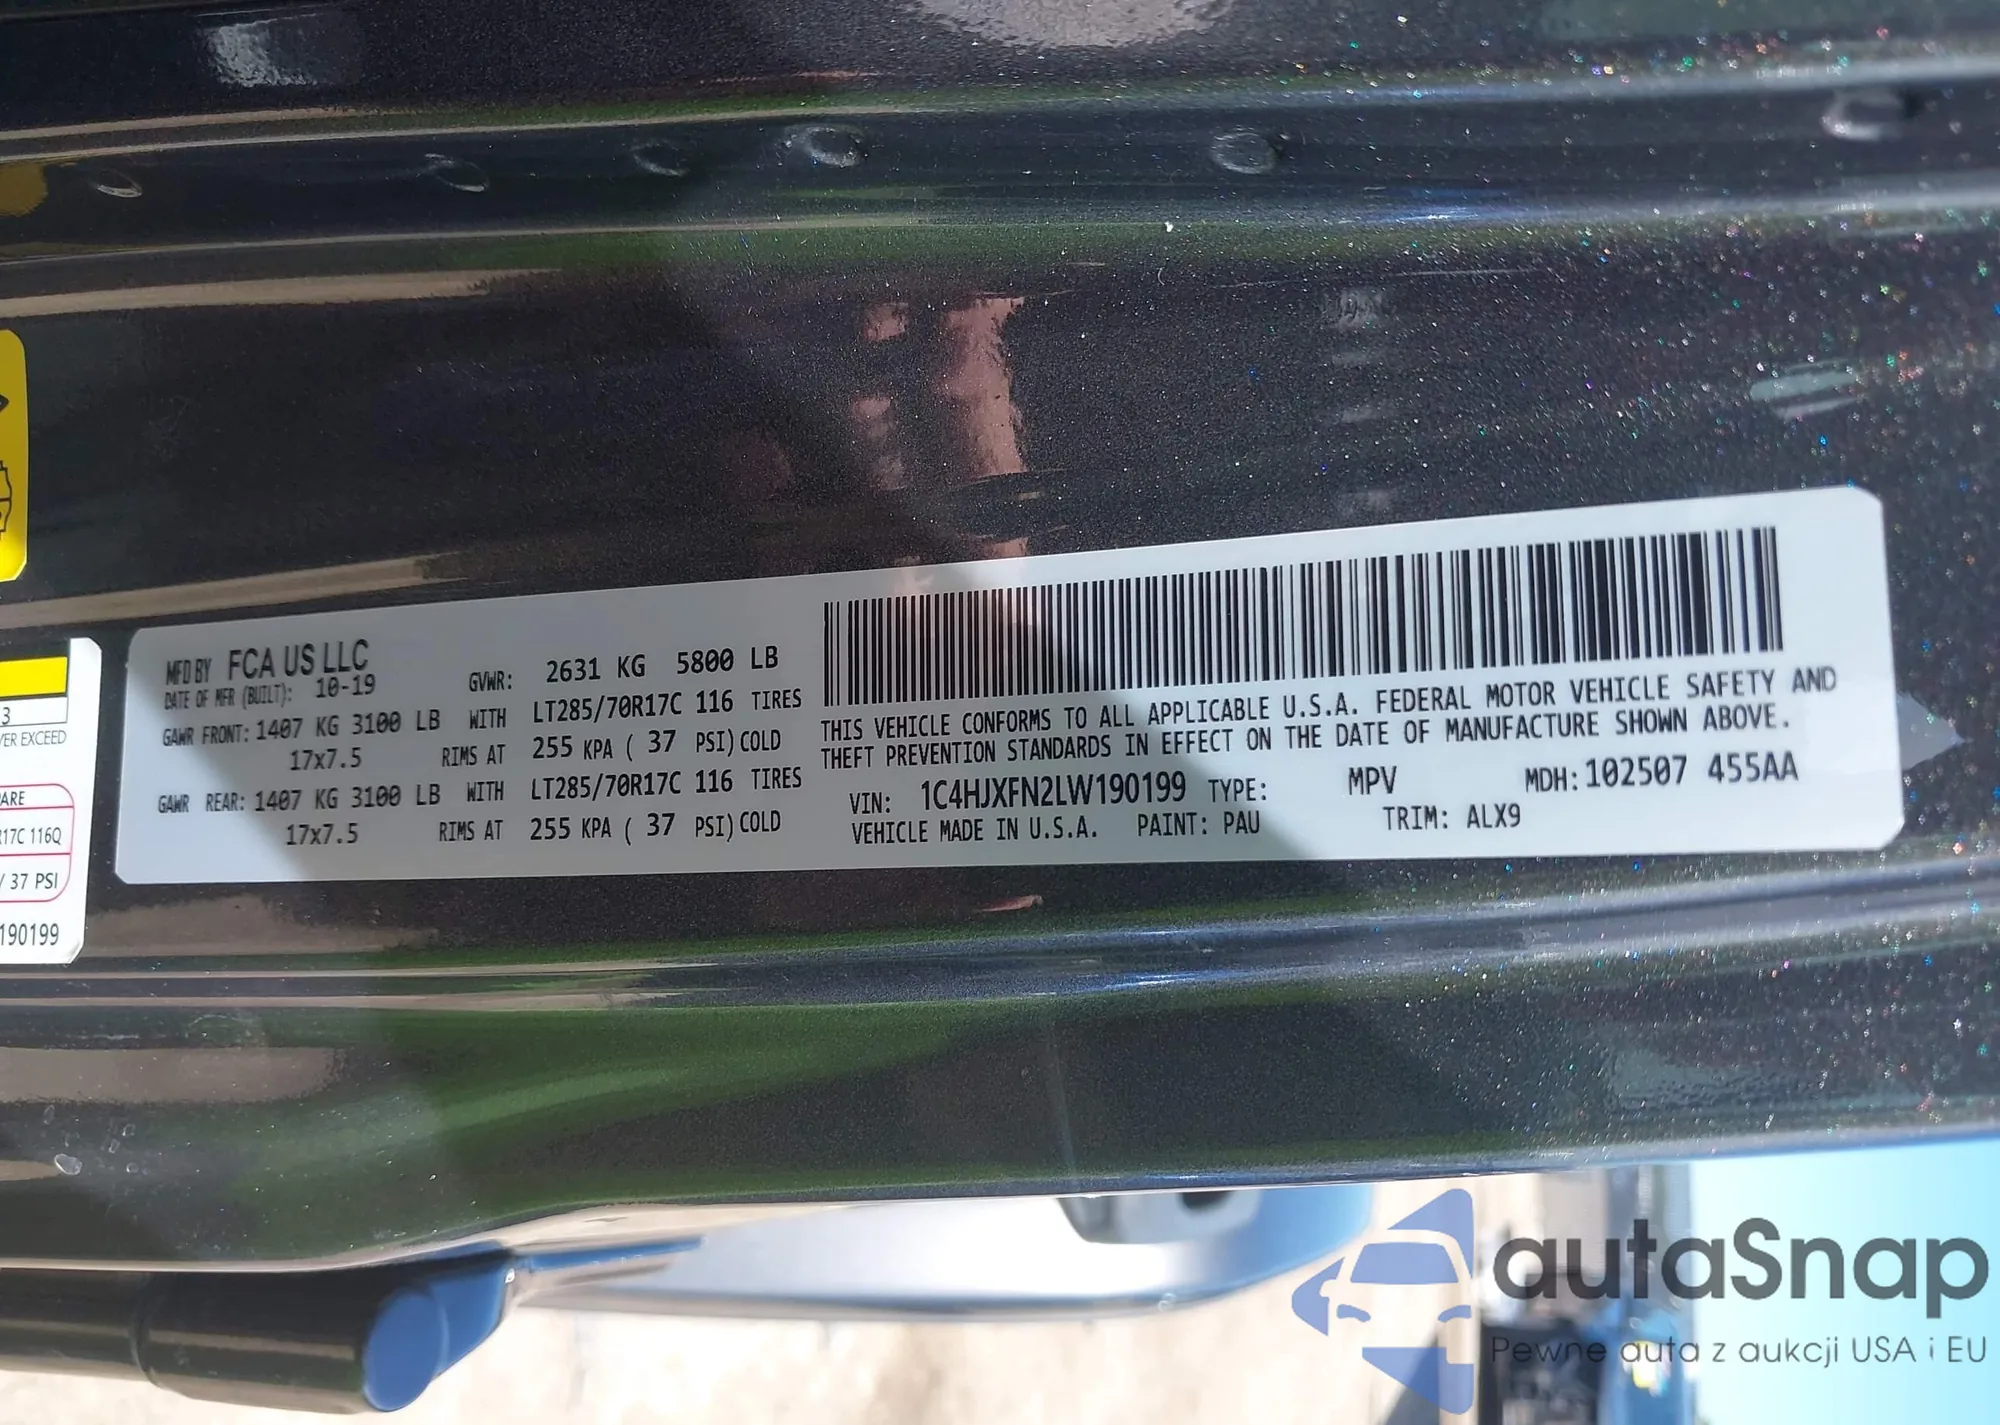 MFD BY FCA US LLC
DATE OF MFR (BUILT): 10-19
GVWR: 2631 KG 5800 LB
GAWR FRONT: 1407 KG 3100 LB WITH LT285/70R17C 116 TIRES
17x7.5 RIMS AT 255 KPA ( 37 PSI) COLD
GAWR REAR: 1407 KG 3100 LB WITH LT285/70R17C 116 TIRES
17x7.5 RIMS AT 255 KPA ( 37 PSI) COLD
THIS VEHICLE CONFORMS TO ALL APPLICABLE U.S.A. FEDERAL MOTOR VEHICLE SAFETY AND
THEFT PREVENTION STANDARDS IN EFFECT ON THE DATE OF MANUFACTURE SHOWN ABOVE.
VIN: 1C4HJXFN2LW190199 TYPE: MPV MDH: 102507 455AA
VEHICLE MADE IN U.S.A. PAINT: PAU TRIM: ALX9
3
VER EXCEED
ARE
R17C 116Q
/ 37 PSI
190199
autaSnap
Pewne auta z aukcji USA i EU